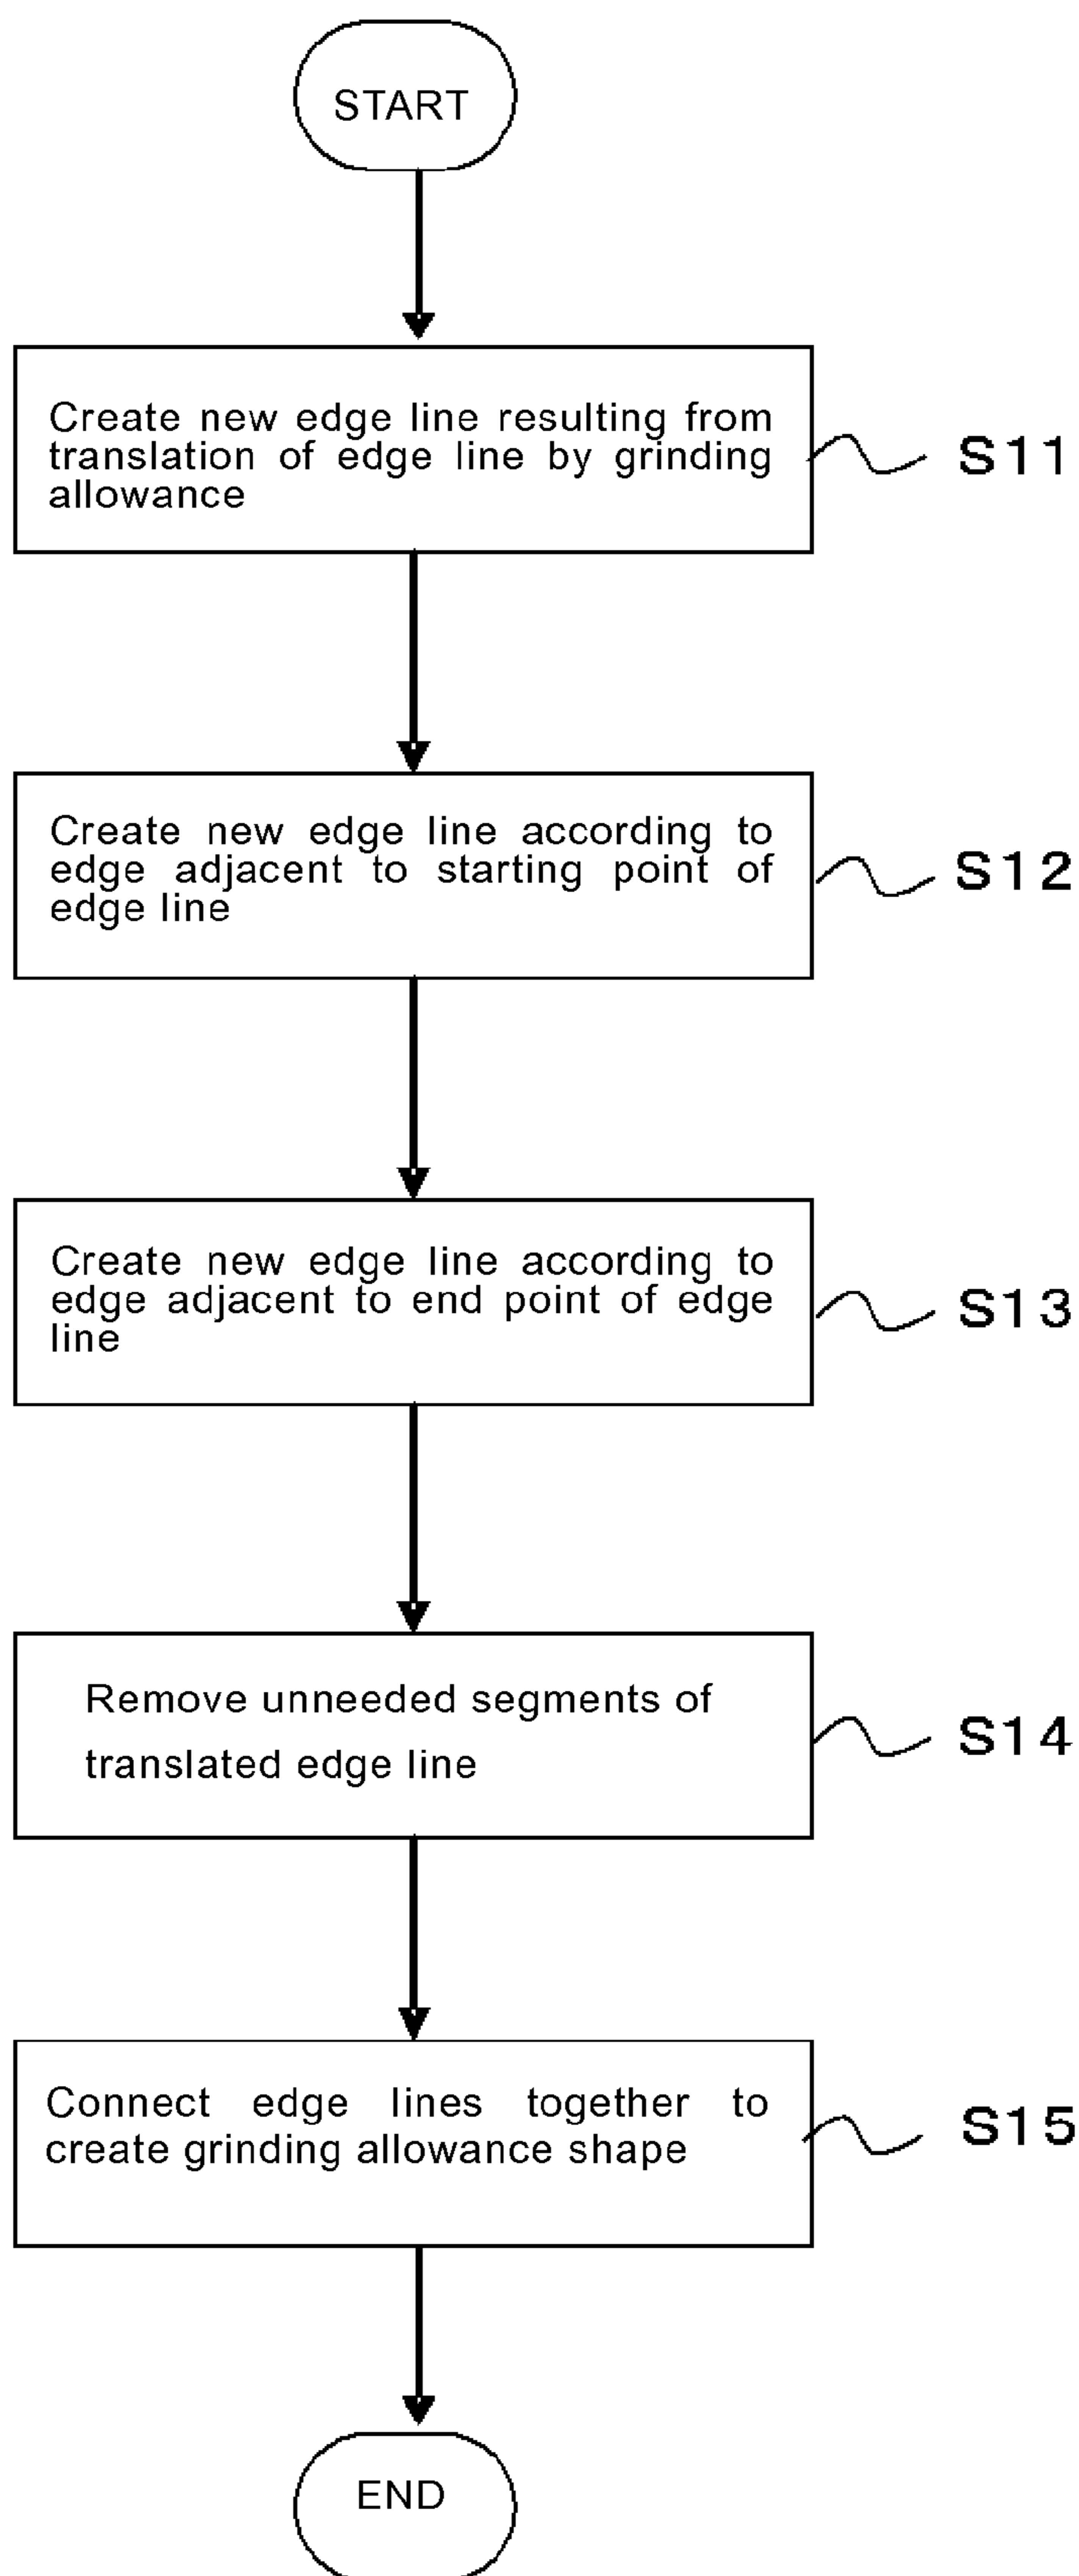 START
Create new edge line resulting from
translation of edge line by grinding
allowance
S11
Create new edge line according to
edge adjacent to starting point of
edge line
S12
Create new edge line according to
edge adjacent to end point of edge
line
S13
Remove unneeded segments of
translated edge line
S14
Connect edge lines together to
create grinding allowance shape
S15
END